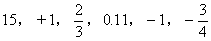 15， +1， 2/3， 0.11， -1， -3/4